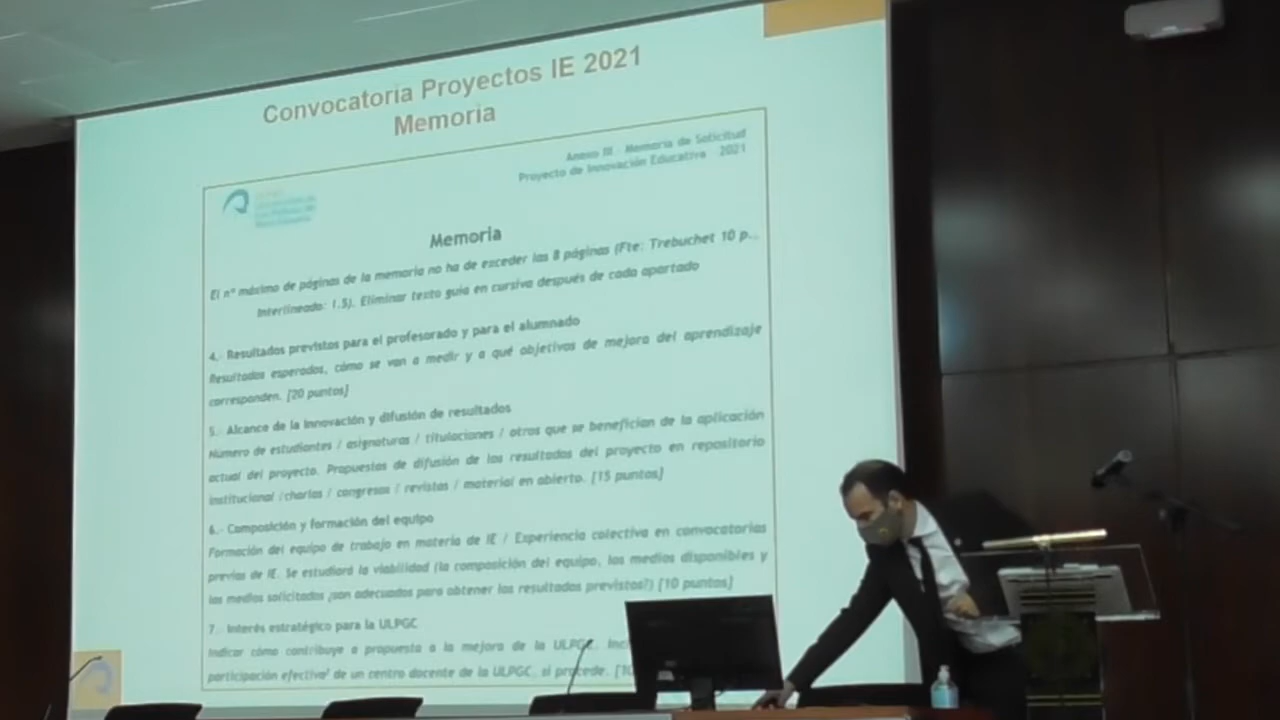 Convocatoria Proyectos IE 2021
Memoria
Anexo III - Memoria de Solicitud
Proyecto de Innovación Educativa - 2021
Memoria
El nº máximo de páginas de la memoria no ha de exceder las 8 páginas (Fte: Trebuchet 10 p...
Interlineado: 1.5). Eliminar texto guía en cursiva después de cada apartado
4.- Resultados previstos para el profesorado y para el alumnado
Resultados esperados, cómo se van a medir y a qué objetivos de mejora del aprendizaje
corresponden. [20 puntos]
5.- Alcance de la innovación y difusión de resultados
Número de estudiantes / asignaturas / titulaciones / otros que se benefician de la aplicación
actual del proyecto. Propuestas de difusión de los resultados del proyecto en repositorio
institucional /charlas / congresos / revistas / material en abierto. [15 puntos]
6.- Composición y formación del equipo
Formación del equipo de trabajo en materia de IE / Experiencia colectiva en convocatorias
previas de IE. Se estudiará la viabilidad (la composición del equipo, los medios disponibles y
los medios solicitados ¿son adecuados para obtener los resultados previstos?) [10 puntos]
7.- Interés estratégico para la ULPGC
Indicar cómo contribuye a propuesta a la mejora de la ULPGC.
participación efectiva¹ de un centro docente de la ULPGC, si procede. [10